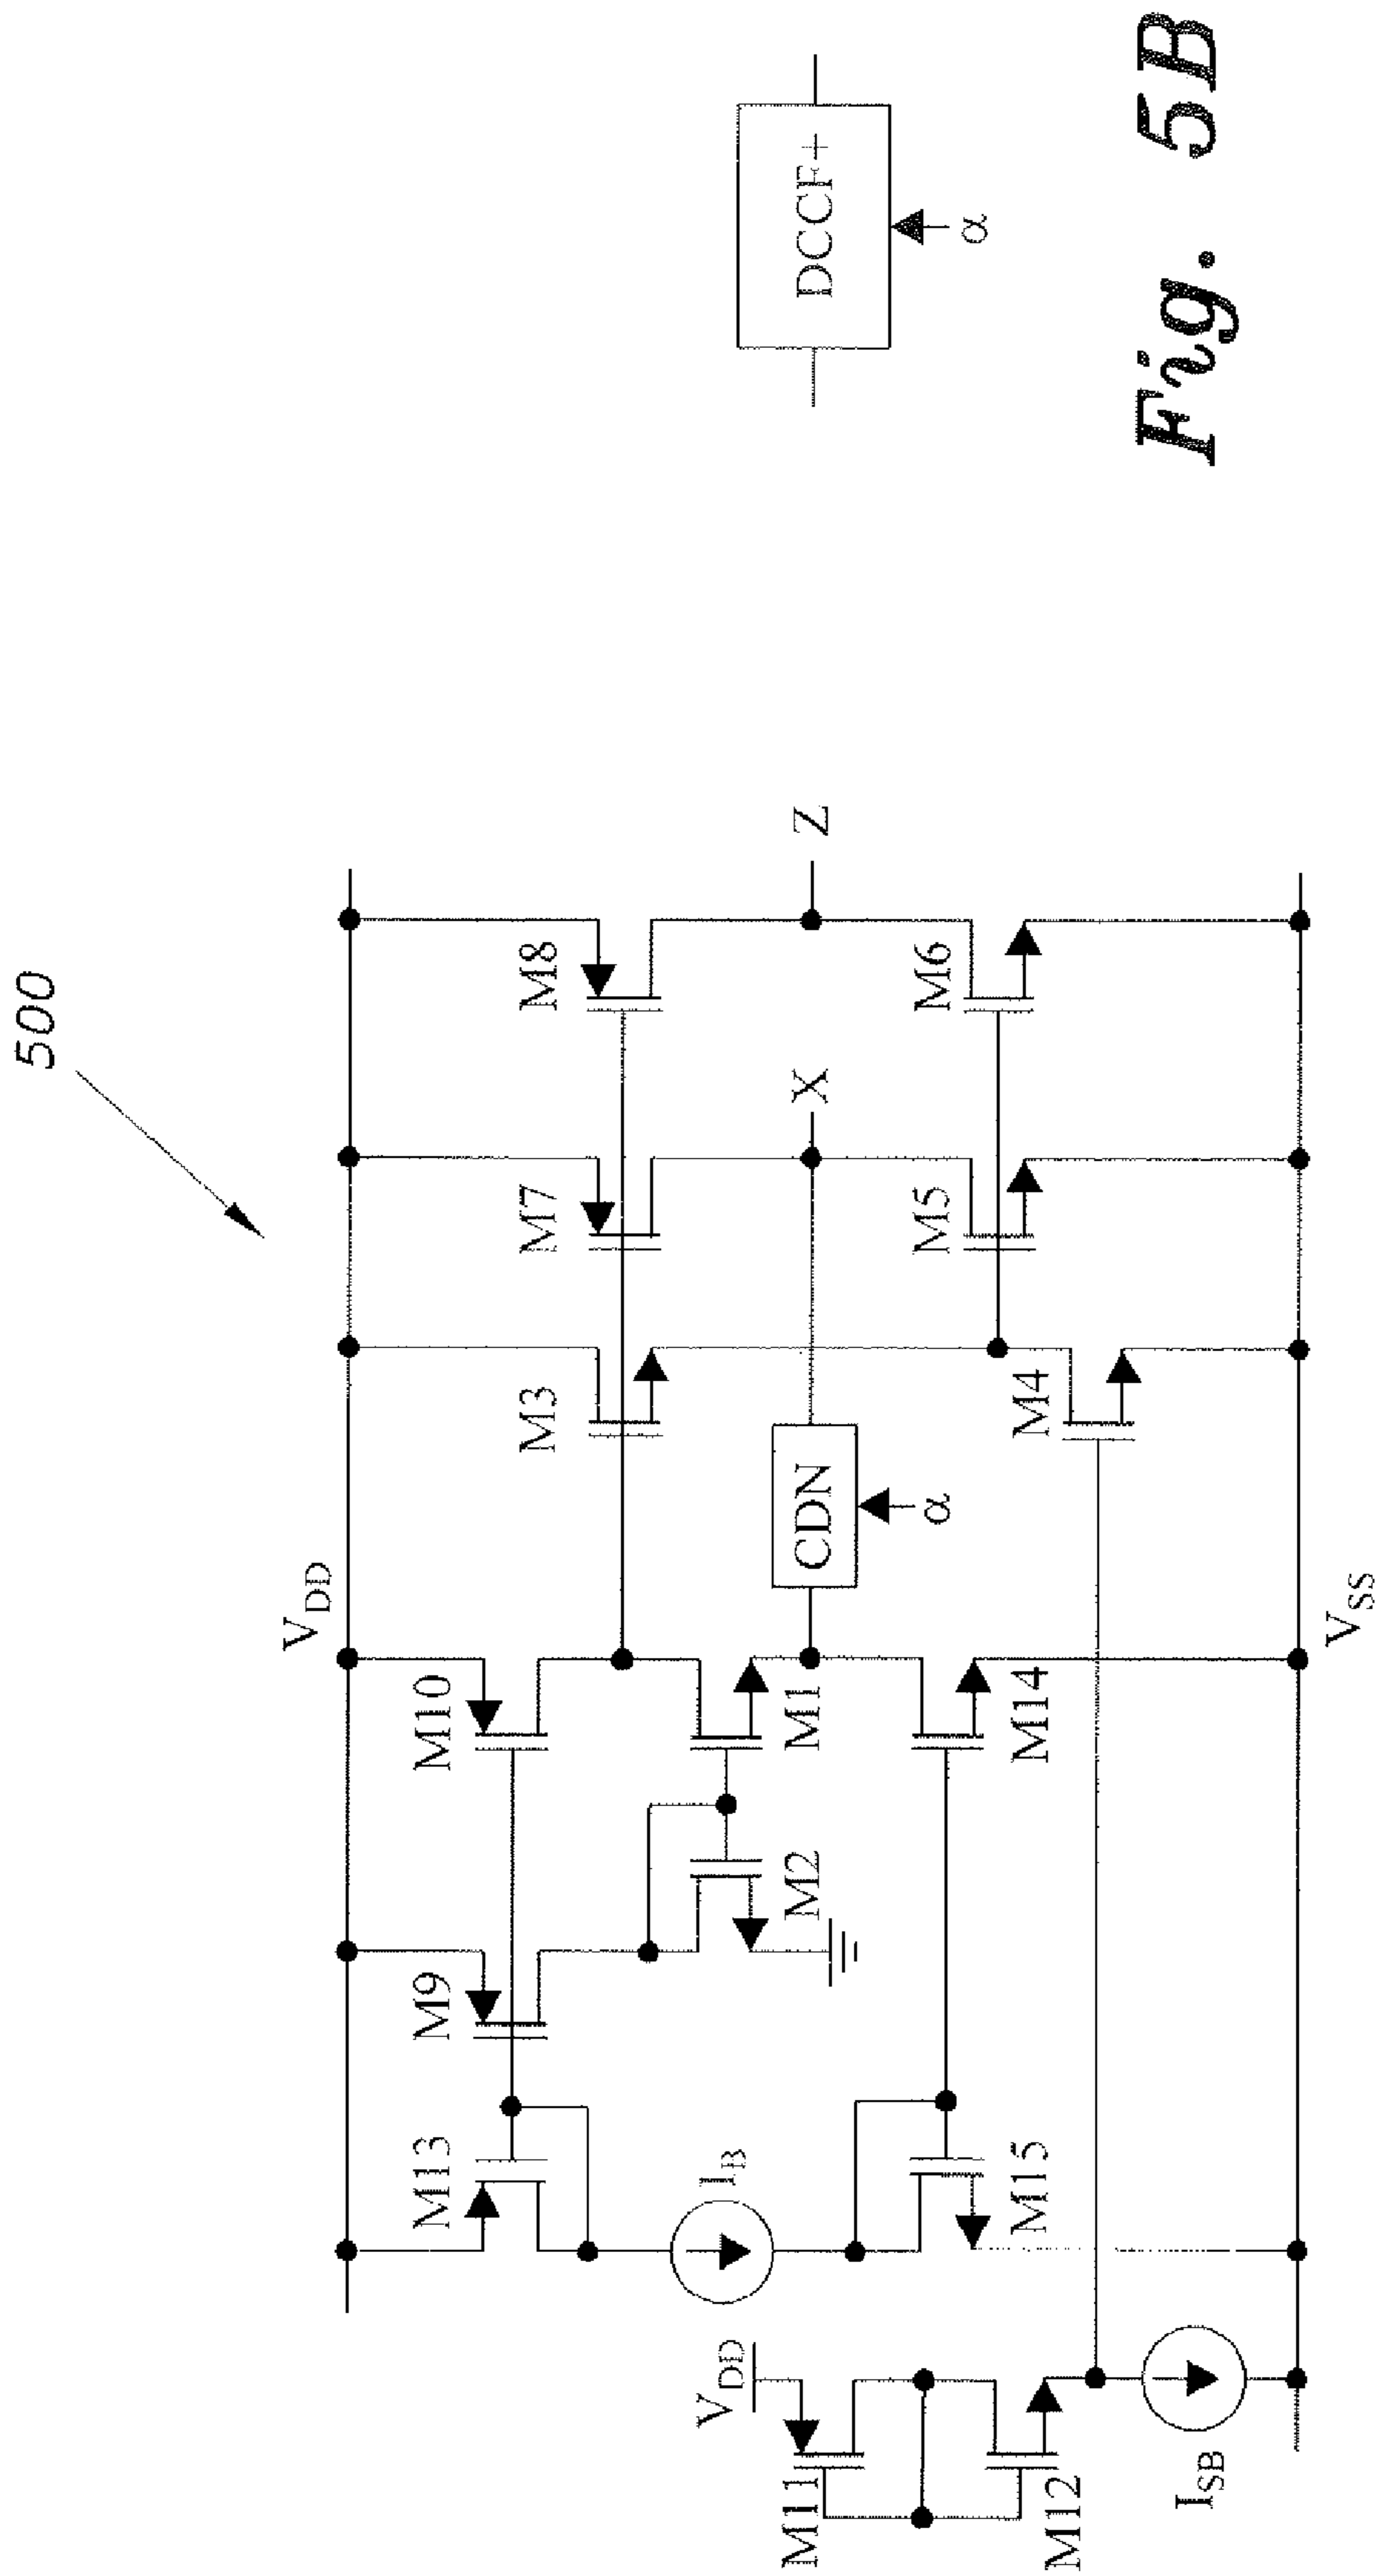 500
V_DD
M13
M9
M10
M3
M7
M8
I_B
M2
M1
CDN
α
X
Z
M15
M14
M4
M5
M6
V_DD
M11
M12
I_SB
V_SS
DCCF+
α
Fig. 5B